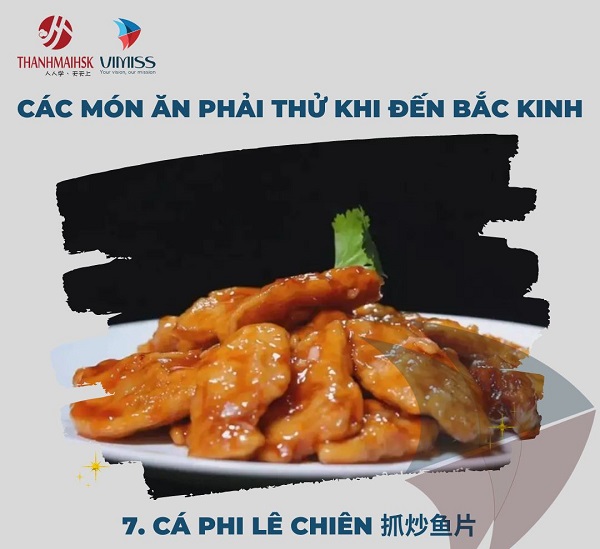 THANHMAIHSK
人人学·天天上
VIMISS
Your vision, our mission
CÁC MÓN ĂN PHẢI THỬ KHI ĐẾN BẮC KINH
7. CÁ PHI LÊ CHIÊN 抓炒鱼片